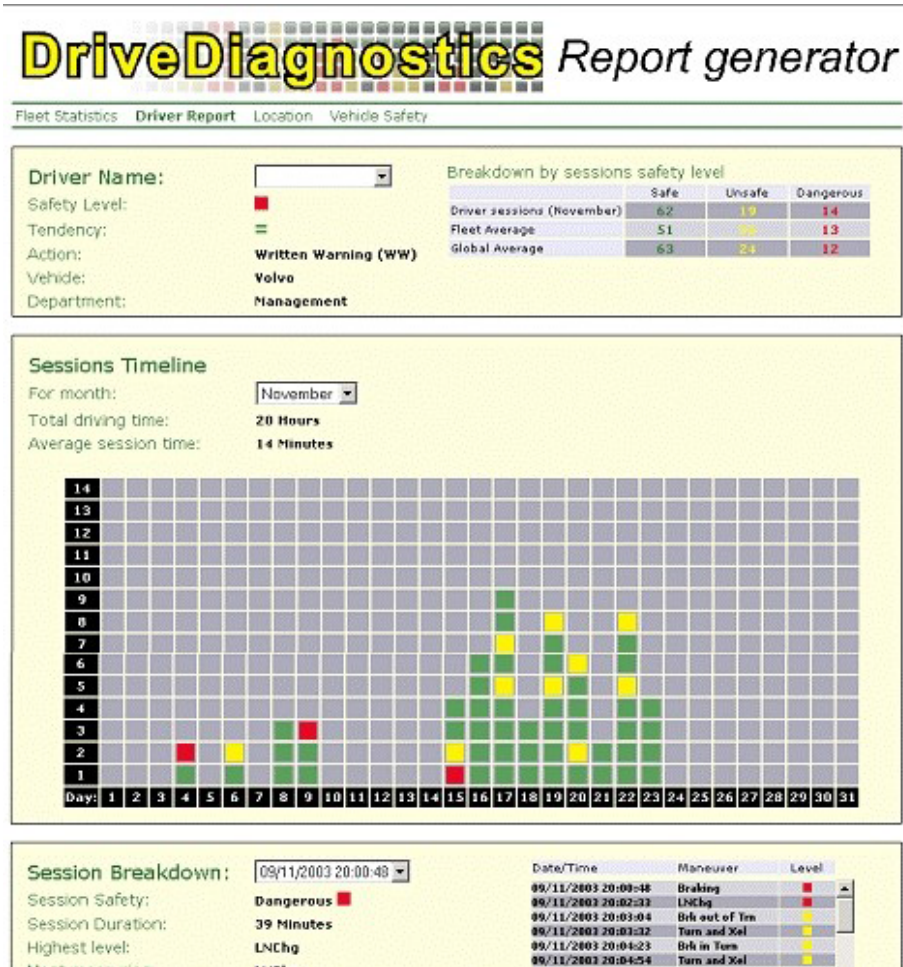 DriveDiagnostics Report generator
Fleet Statistics Driver Report Location Vehicle Safety
Driver Name:
Safety Level:
Tendency: =
Action: Written Warning (WW)
Vehicle: Volvo
Department: Management
Breakdown by sessions safety level
Safe Unsafe Dangerous
Driver sessions (November) 62 19 14
Fleet Average 51 13
Global Average 63 24 12
Sessions Timeline
For month: November
Total driving time: 20 Hours
Average session time: 14 Minutes
14
13
12
11
10
9
8
7
6
5
4
3
2
1
Day: 1 2 3 4 5 6 7 8 9 10 11 12 13 14 15 16 17 18 19 20 21 22 23 24 25 26 27 28 29 30 31
Session Breakdown: 09/11/2003 20:00:48
Session Safety: Dangerous
Session Duration: 39 Minutes
Highest level: LNChg
Date/Time Maneuver Level
09/11/2003 20:00:48 Braking
09/11/2003 20:02:33 LNChg
09/11/2003 20:03:04 Brk out of Trn
09/11/2003 20:03:32 Turn and Xel
09/11/2003 20:04:23 Brk in Turn
09/11/2003 20:04:54 Turn and Xel